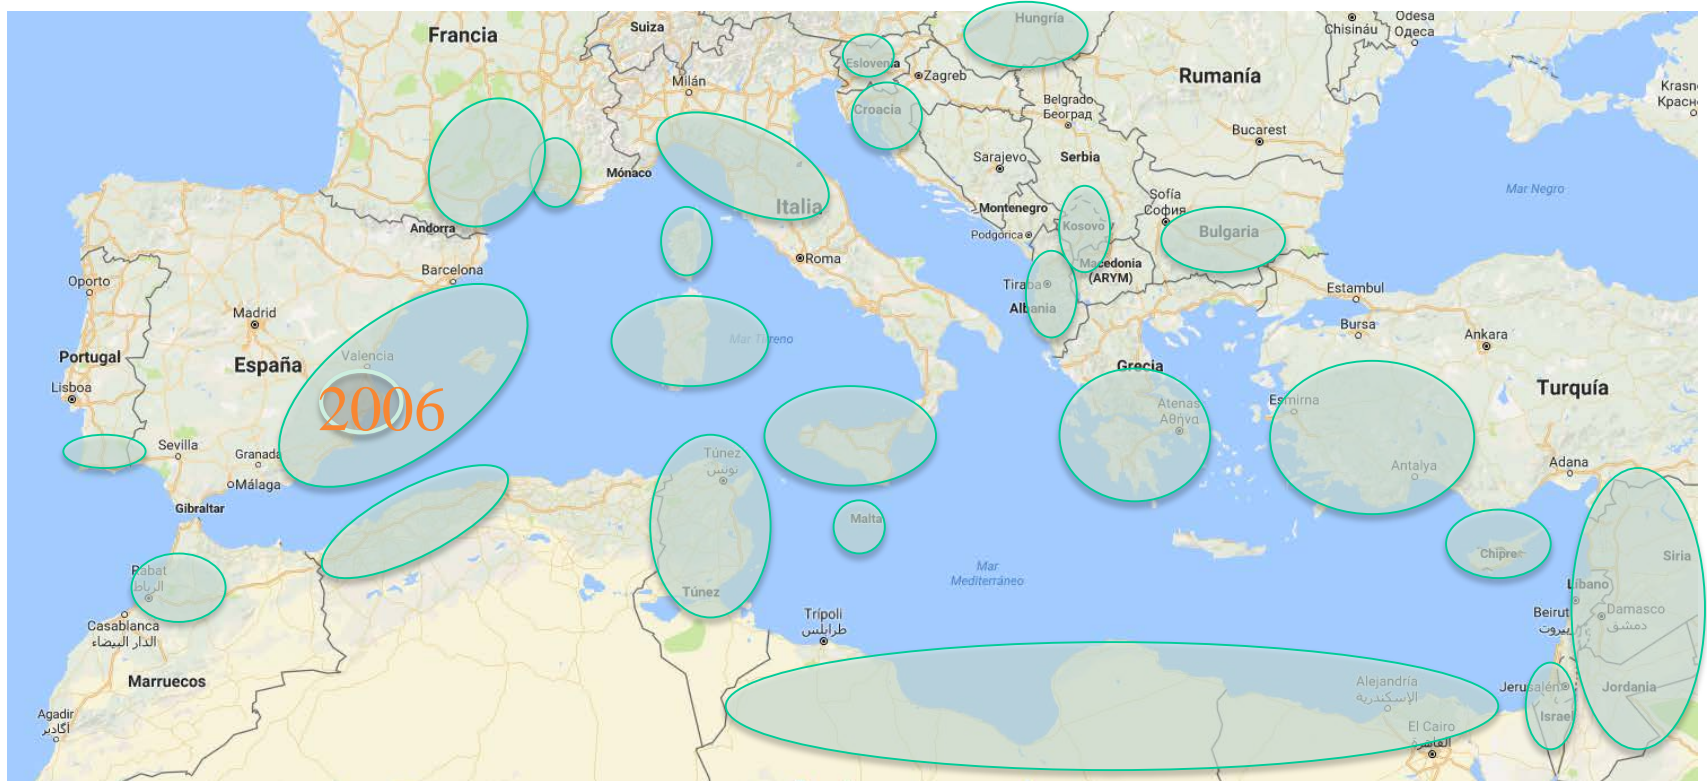 Hungría
Odesa
Одеса
Chisináu
Francia
Suiza
Eslovenia
Zagreb
Milán
Rumanía
Croacia
Belgrado
Београд
Bucarest
Mónaco
Sarajevo
Serbia
Mar Negro
Italia
Montenegro
Sofía
София
Andorra
Podgorica
Kosovo
Bulgaria
Roma
Macedonia
(ARYM)
Barcelona
Oporto
Tirana
Albania
Estambul
Madrid
Bursa
Ankara
Mar Tirreno
Portugal
España
Valencia
Grecia
Lisboa
2006
Esmirna
Turquía
Atenas
Αθήνα
Sevilla
Granada
Málaga
Túnez
تونس
Antalya
Adana
Gibraltar
Malta
Chipre
Siria
Rabat
الرباط
Mar
Mediterráneo
Túnez
Líbano
Casablanca
الدار البيضاء
Trípoli
طرابلس
Beirut
بيروت
Damasco
دمشق
Marruecos
Alejandría
الإسكندرية
Jerusalén
Jordania
Agadir
أكادير
Israel
El Cairo
القاهرة